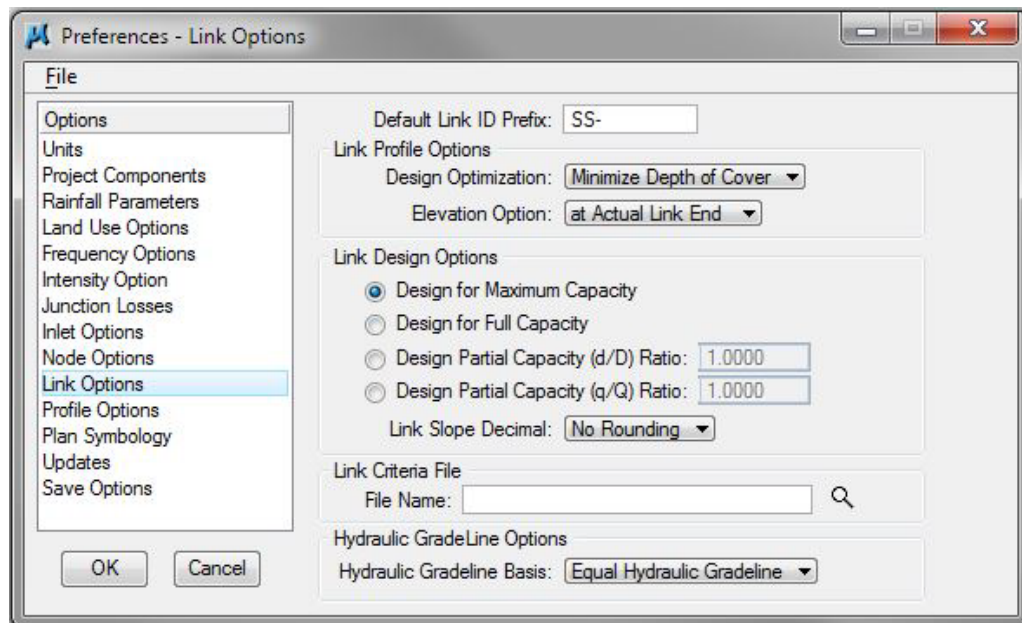 Preferences - Link Options
File
Options
Units
Project Components
Rainfall Parameters
Land Use Options
Frequency Options
Intensity Option
Junction Losses
Inlet Options
Node Options
Link Options
Profile Options
Plan Symbology
Updates
Save Options
OK Cancel
Default Link ID Prefix: SS-
Link Profile Options
Design Optimization: Minimize Depth of Cover
Elevation Option: at Actual Link End
Link Design Options
Design for Maximum Capacity
Design for Full Capacity
Design Partial Capacity (d/D) Ratio: 1.0000
Design Partial Capacity (q/Q) Ratio: 1.0000
Link Slope Decimal: No Rounding
Link Criteria File
File Name:
Hydraulic GradeLine Options
Hydraulic Gradeline Basis: Equal Hydraulic Gradeline